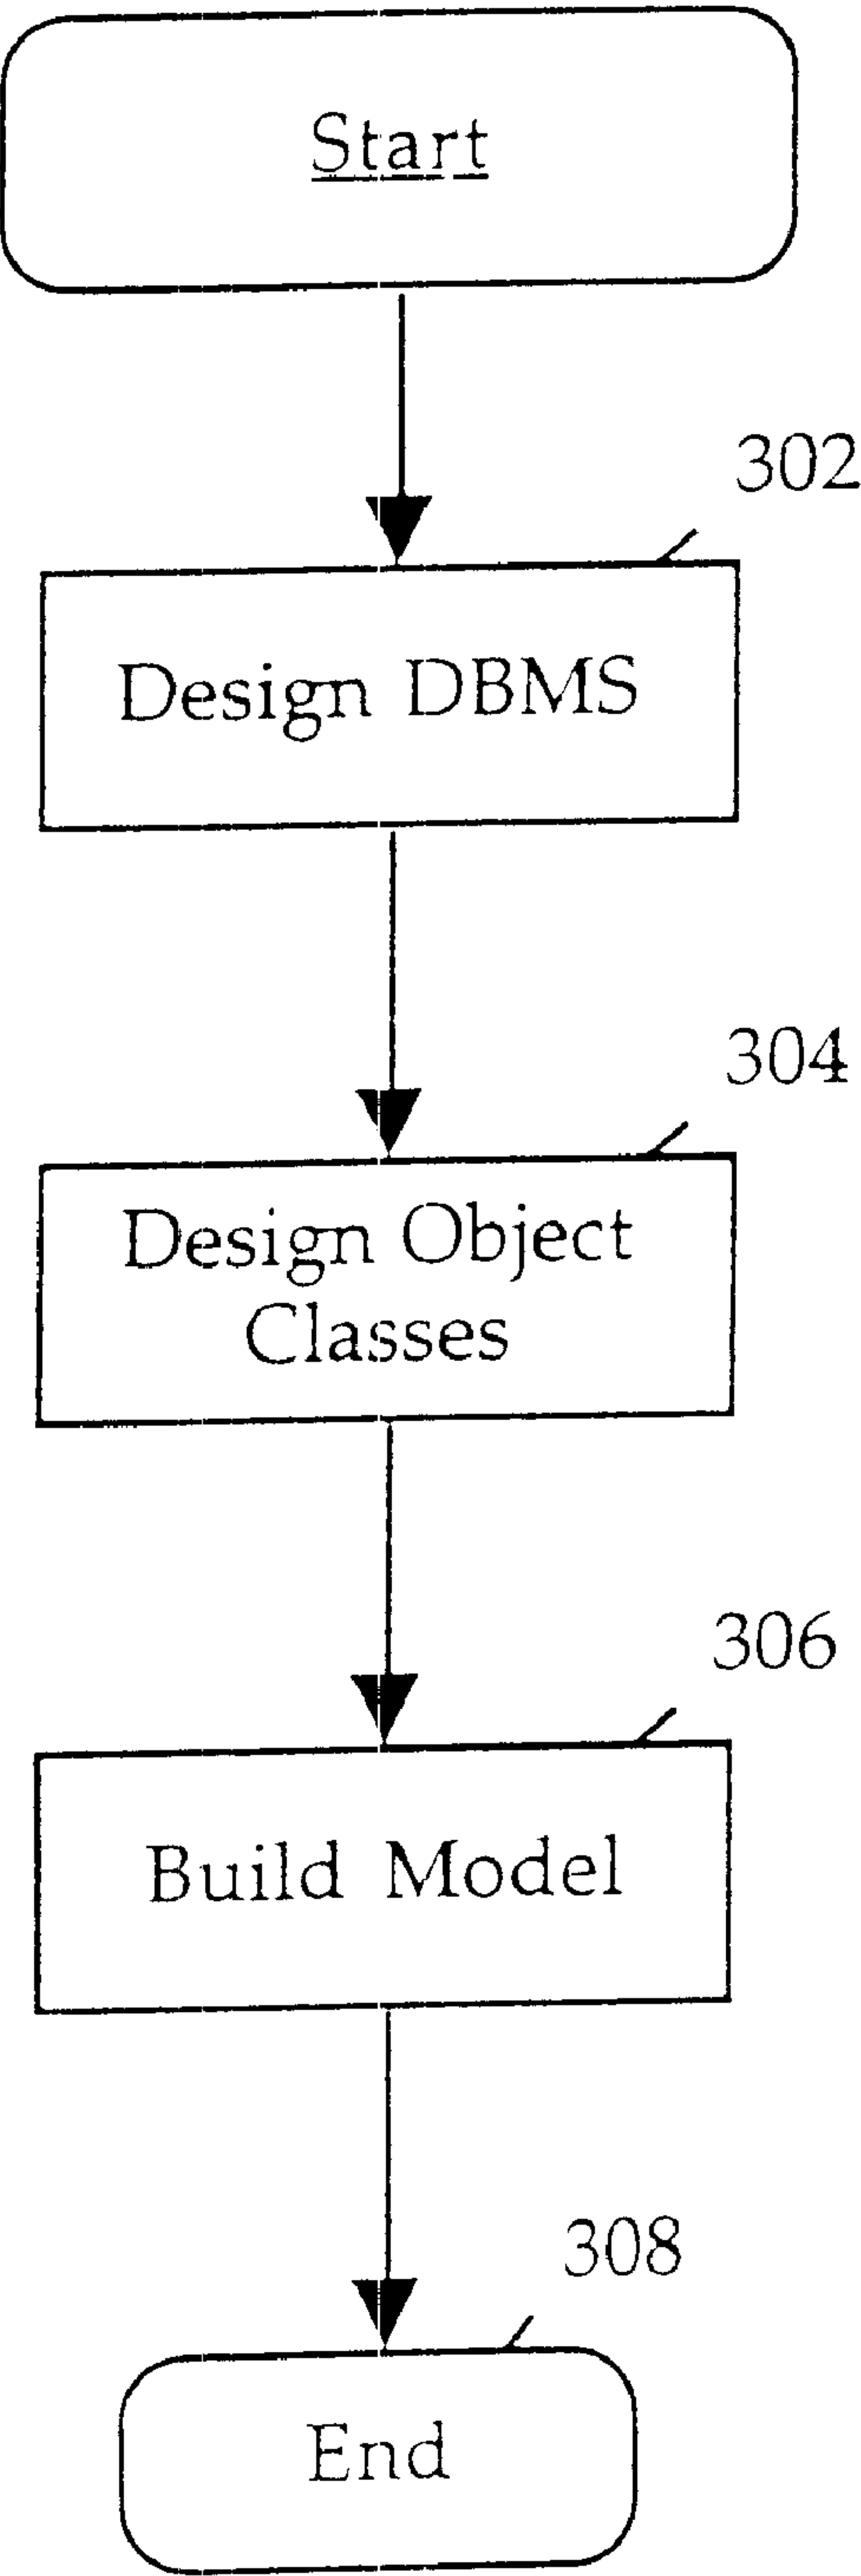 Start
302
Design DBMS
304
Design Object
Classes
306
Build Model
308
End